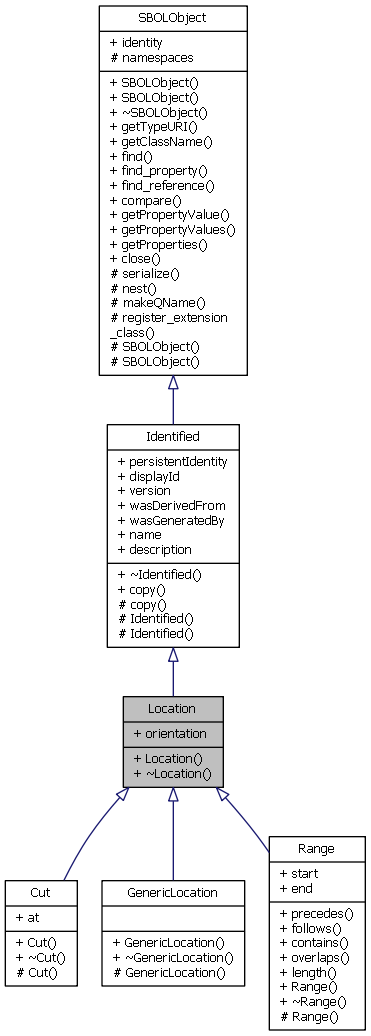 SBOLObject
+ identity
# namespaces
+ SBOLObject()
+ SBOLObject()
+ ~SBOLObject()
+ getTypeURI()
+ getClassName()
+ find()
+ find_property()
+ find_reference()
+ compare()
+ getPropertyValue()
+ getPropertyValues()
+ getProperties()
+ close()
# serialize()
# nest()
# makeQName()
# register_extension
_class()
# SBOLObject()
# SBOLObject()
Identified
+ persistentIdentity
+ displayId
+ version
+ wasDerivedFrom
+ wasGeneratedBy
+ name
+ description
+ ~Identified()
+ copy()
# copy()
# Identified()
# Identified()
Location
+ orientation
+ Location()
+ ~Location()
Cut
+ at
+ Cut()
+ ~Cut()
# Cut()
GenericLocation
+ GenericLocation()
+ ~GenericLocation()
# GenericLocation()
Range
+ start
+ end
+ precedes()
+ follows()
+ contains()
+ overlaps()
+ length()
+ Range()
+ ~Range()
# Range()